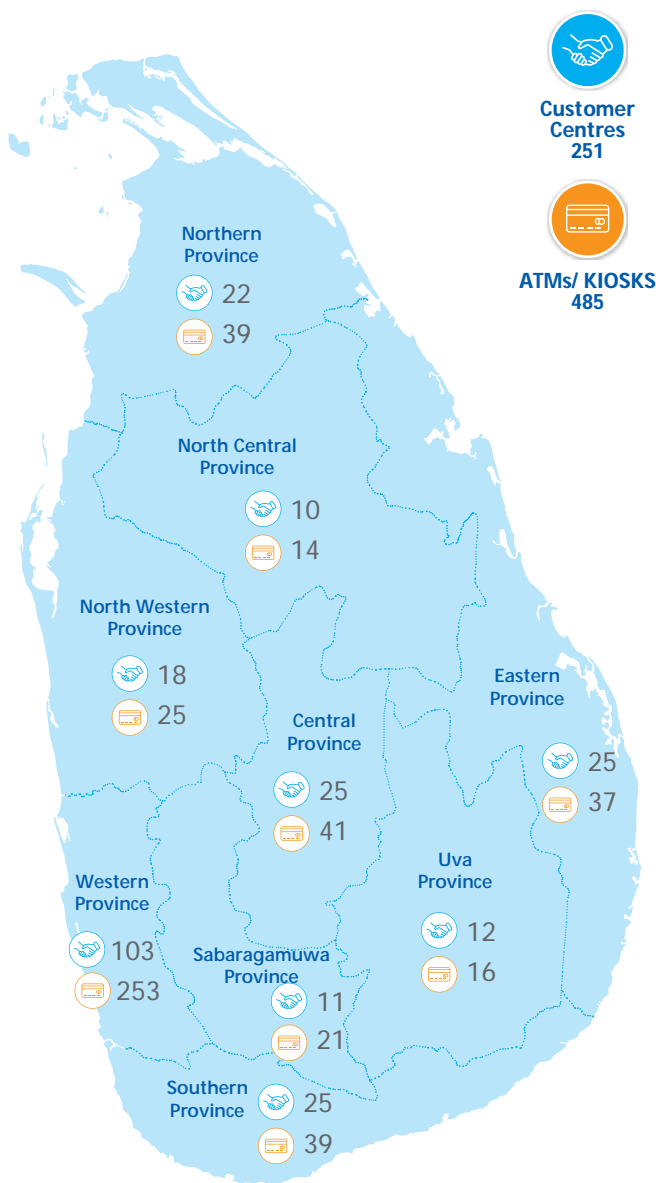 Customer
Centres
251
ATMs/ KIOSKS
485
Northern
Province
22
39
North Central
Province
10
14
North Western
Province
18
25
Eastern
Province
25
37
Central
Province
25
41
Uva
Province
12
16
Western
Province
103
253
Sabaragamuwa
Province
11
21
Southern
Province
25
39